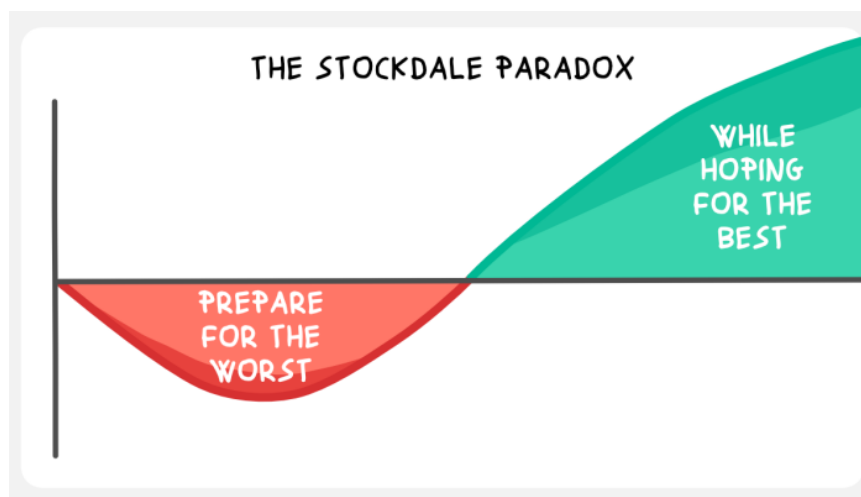 THE STOCKDALE PARADOX
PREPARE
FOR THE
WORST
WHILE
HOPING
FOR THE
BEST